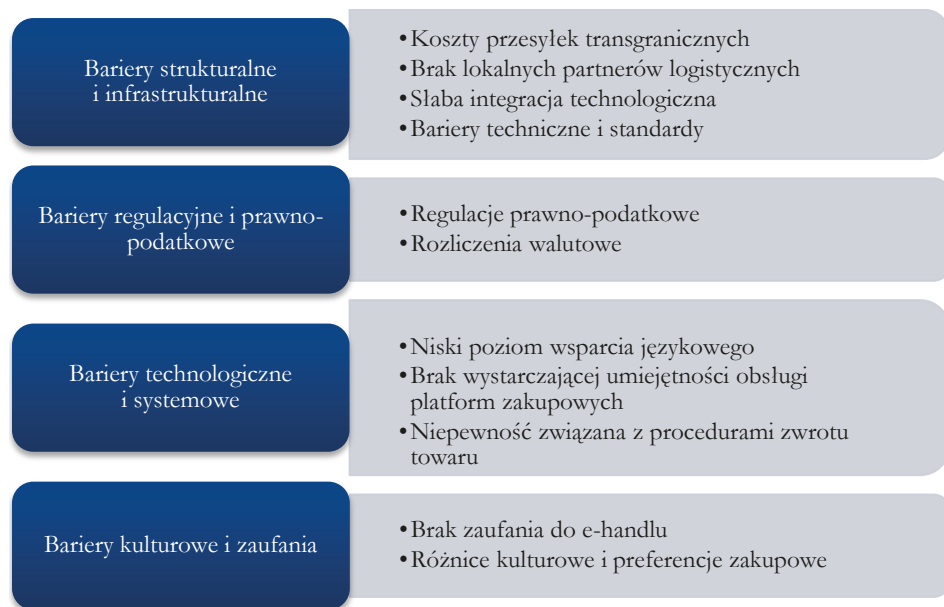 Bariery strukturalne
i infrastrukturalne
•Koszty przesyłek transgranicznych
•Brak lokalnych partnerów logistycznych
•Słaba integracja technologiczna
•Bariery techniczne i standardy
Bariery regulacyjne i prawno-
podatkowe
•Regulacje prawno-podatkowe
•Rozliczenia walutowe
Bariery technologiczne
i systemowe
•Niski poziom wsparcia językowego
•Brak wystarczającej umiejętności obsługi
platform zakupowych
•Niepewność związana z procedurami zwrotu
towaru
Bariery kulturowe i zaufania
•Brak zaufania do e-handlu
•Różnice kulturowe i preferencje zakupowe